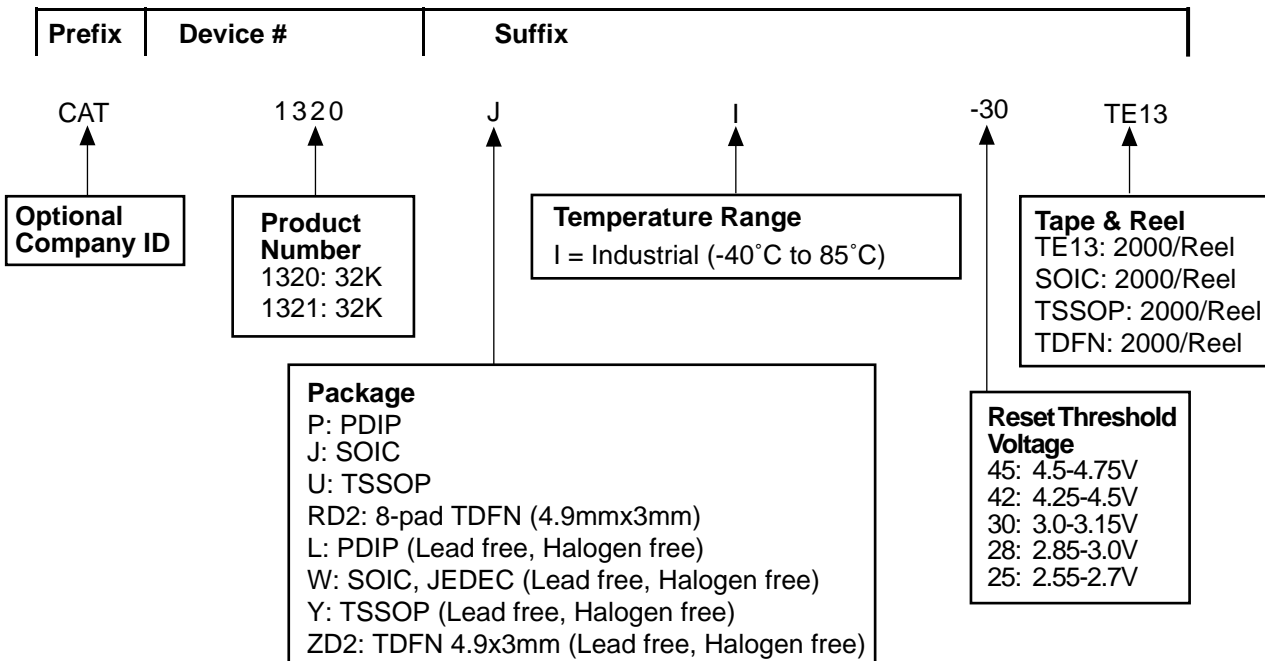 Prefix Device # Suffix
CAT 1320 J I -30 TE13
Optional
Company ID
Product
Number
1320: 32K
1321: 32K
Temperature Range
I = Industrial (-40˚C to 85˚C)
Tape & Reel
TE13: 2000/Reel
SOIC: 2000/Reel
TSSOP: 2000/Reel
TDFN: 2000/Reel
Package
P: PDIP
J: SOIC
U: TSSOP
RD2: 8-pad TDFN (4.9mmx3mm)
L: PDIP (Lead free, Halogen free)
W: SOIC, JEDEC (Lead free, Halogen free)
Y: TSSOP (Lead free, Halogen free)
ZD2: TDFN 4.9x3mm (Lead free, Halogen free)
Reset Threshold
Voltage
45: 4.5-4.75V
42: 4.25-4.5V
30: 3.0-3.15V
28: 2.85-3.0V
25: 2.55-2.7V